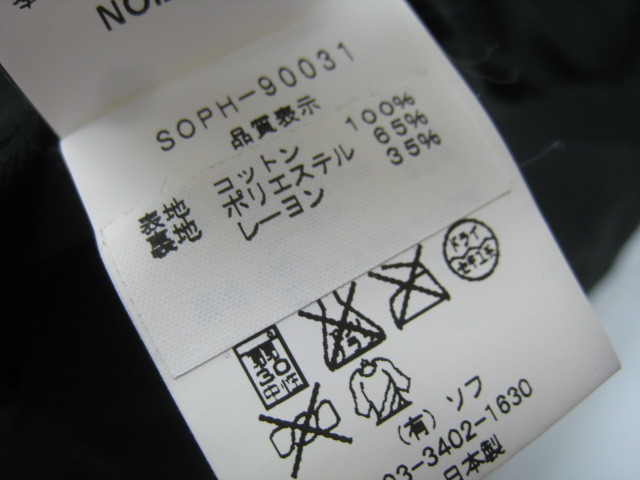 SOPH-90031
品質表示
表地 コットン 100%
裏地 ポリエステル 65%
レーヨン 35%
ドライ
セキユ系
中
(有) ソフ
03-3402-1630
日本製